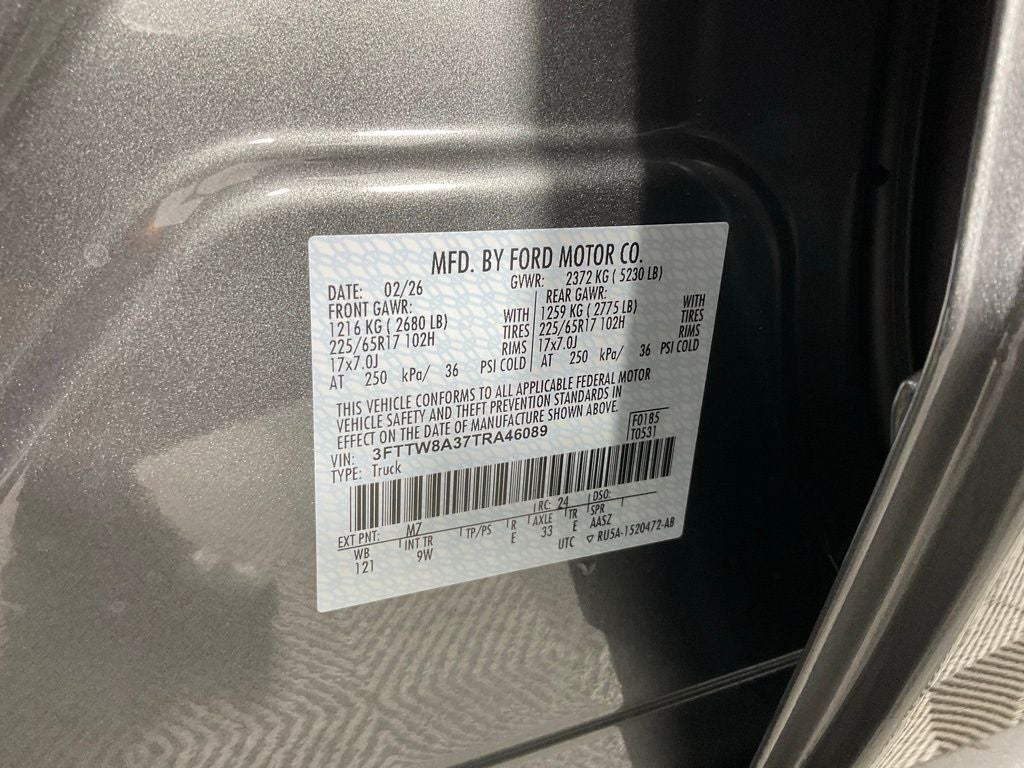 MFD. BY FORD MOTOR CO.
DATE: 02/26 GVWR: 2372 KG ( 5230 LB)
FRONT GAWR: REAR GAWR:
1216 KG ( 2680 LB) WITH 1259 KG ( 2775 LB) WITH
225/65R17 102H TIRES 225/65R17 102H TIRES
17x7.0J RIMS 17x7.0J RIMS
AT 250 kPa/ 36 PSI COLD AT 250 kPa/ 36 PSI COLD
THIS VEHICLE CONFORMS TO ALL APPLICABLE FEDERAL MOTOR
VEHICLE SAFETY AND THEFT PREVENTION STANDARDS IN
EFFECT ON THE DATE OF MANUFACTURE SHOWN ABOVE.
VIN: 3FTTW8A37TRA46089 F0185
TYPE: Truck T0531
EXT PNT: M7 RC: 24 DSO:
WB INT TR TP/PS R AXLE TR SPR
121 9W E 33 E AASZ
UTC ▽ RU5A-1520472-AB